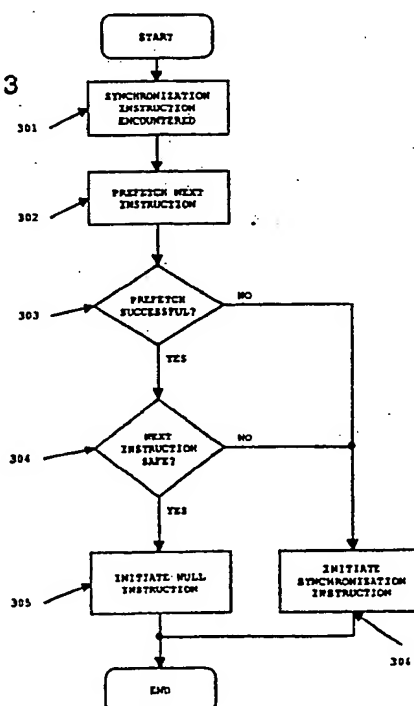 START
3
SYNCHRONIZATION
INSTRUCTION
ENCOUNTERED
301
PREFETCH NEXT
INSTRUCTION
302
PREFETCH
SUCCESSFUL?
NO
303
YES
NEXT
INSTRUCTION
SAFE?
NO
304
YES
INITIATE NULL
INSTRUCTION
305
INITIATE
SYNCHRONIZATION
INSTRUCTION
306
END